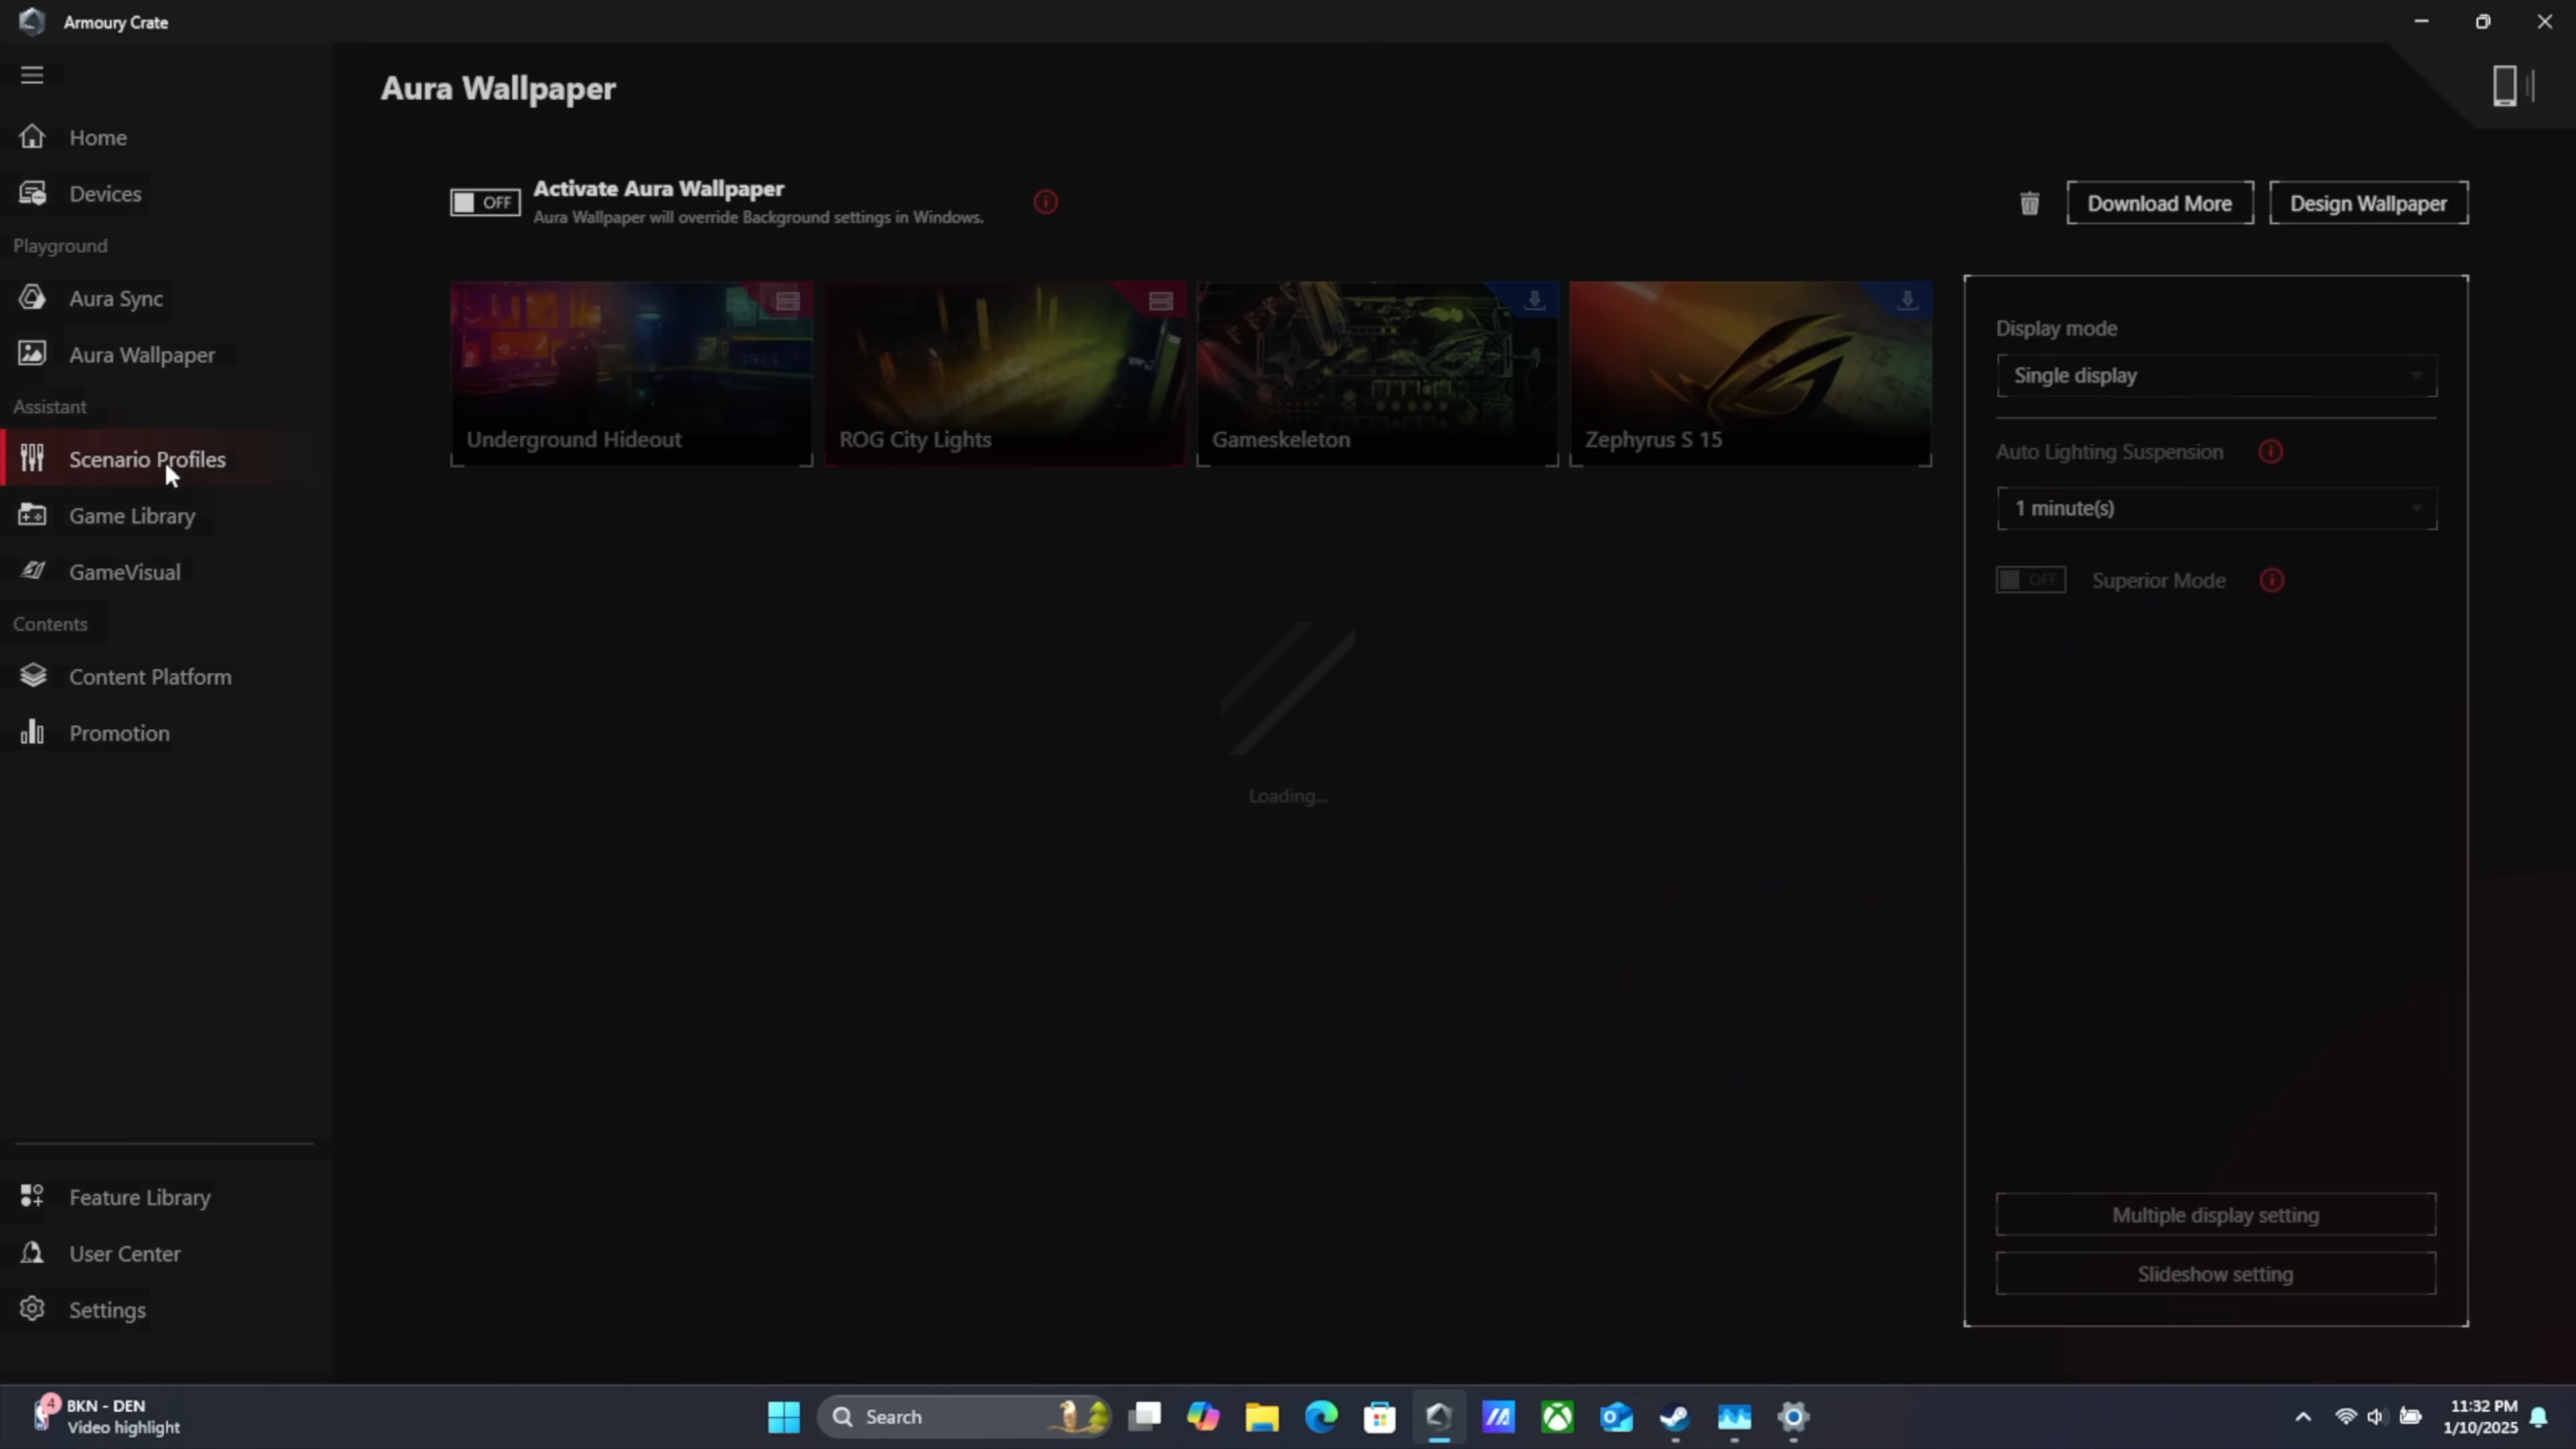 Armoury Crate
Home
Devices
Playground
Aura Sync
Aura Wallpaper
Assistant
Scenario Profiles
Game Library
GameVisual
Contents
Content Platform
Promotion
Feature Library
User Center
Settings
Aura Wallpaper
OFF
Activate Aura Wallpaper
Aura Wallpaper will override Background settings in Windows.
Download More
Design Wallpaper
Underground Hideout
ROG City Lights
Gameskeleton
Zephyrus S 15
Loading...
Display mode
Single display
Auto Lighting Suspension
1 minute(s)
OFF
Superior Mode
Multiple display setting
Slideshow setting
4
BKN - DEN
Video highlight
Search
11:32 PM
1/10/2025